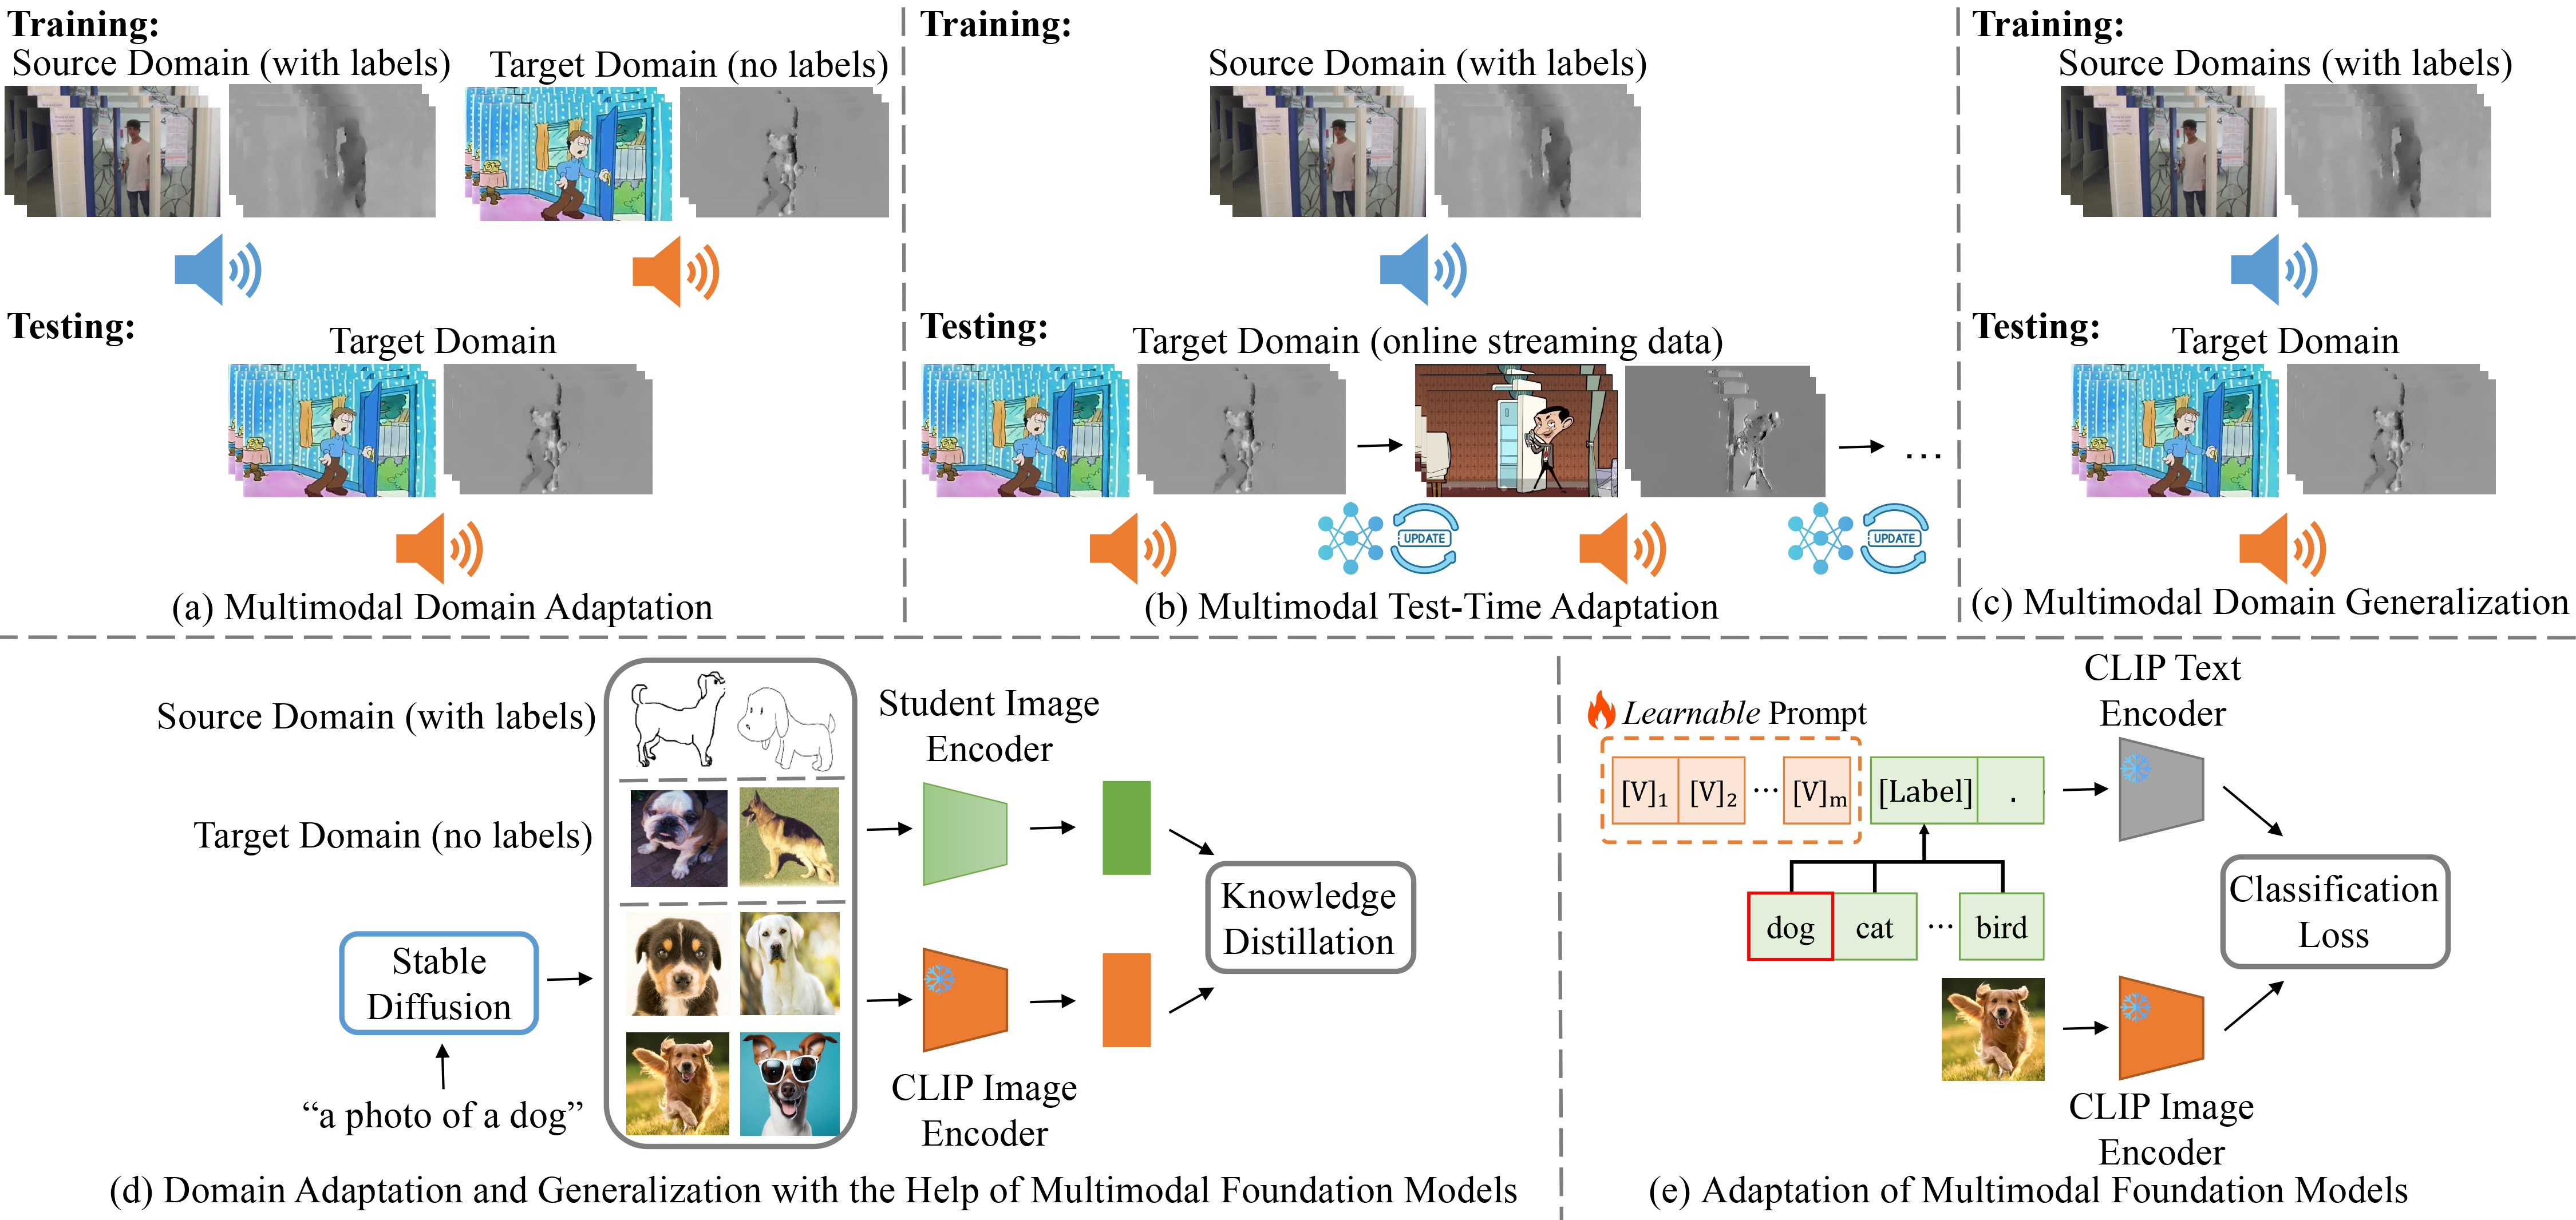 Training:
Source Domain (with labels)
Target Domain (no labels)
Testing:
Target Domain
(a) Multimodal Domain Adaptation
Training:
Source Domain (with labels)
Testing:
Target Domain (online streaming data)
...
UPDATE
UPDATE
(b) Multimodal Test-Time Adaptation
Training:
Source Domains (with labels)
Testing:
Target Domain
(c) Multimodal Domain Generalization
Source Domain (with labels)
Target Domain (no labels)
Stable
Diffusion
“a photo of a dog”
Student Image
Encoder
CLIP Image
Encoder
Knowledge
Distillation
(d) Domain Adaptation and Generalization with the Help of Multimodal Foundation Models
Learnable Prompt
[V]₁ [V]₂ ... [V]ₘ [Label] .
dog cat ... bird
CLIP Text
Encoder
Classification
Loss
CLIP Image
Encoder
(e) Adaptation of Multimodal Foundation Models